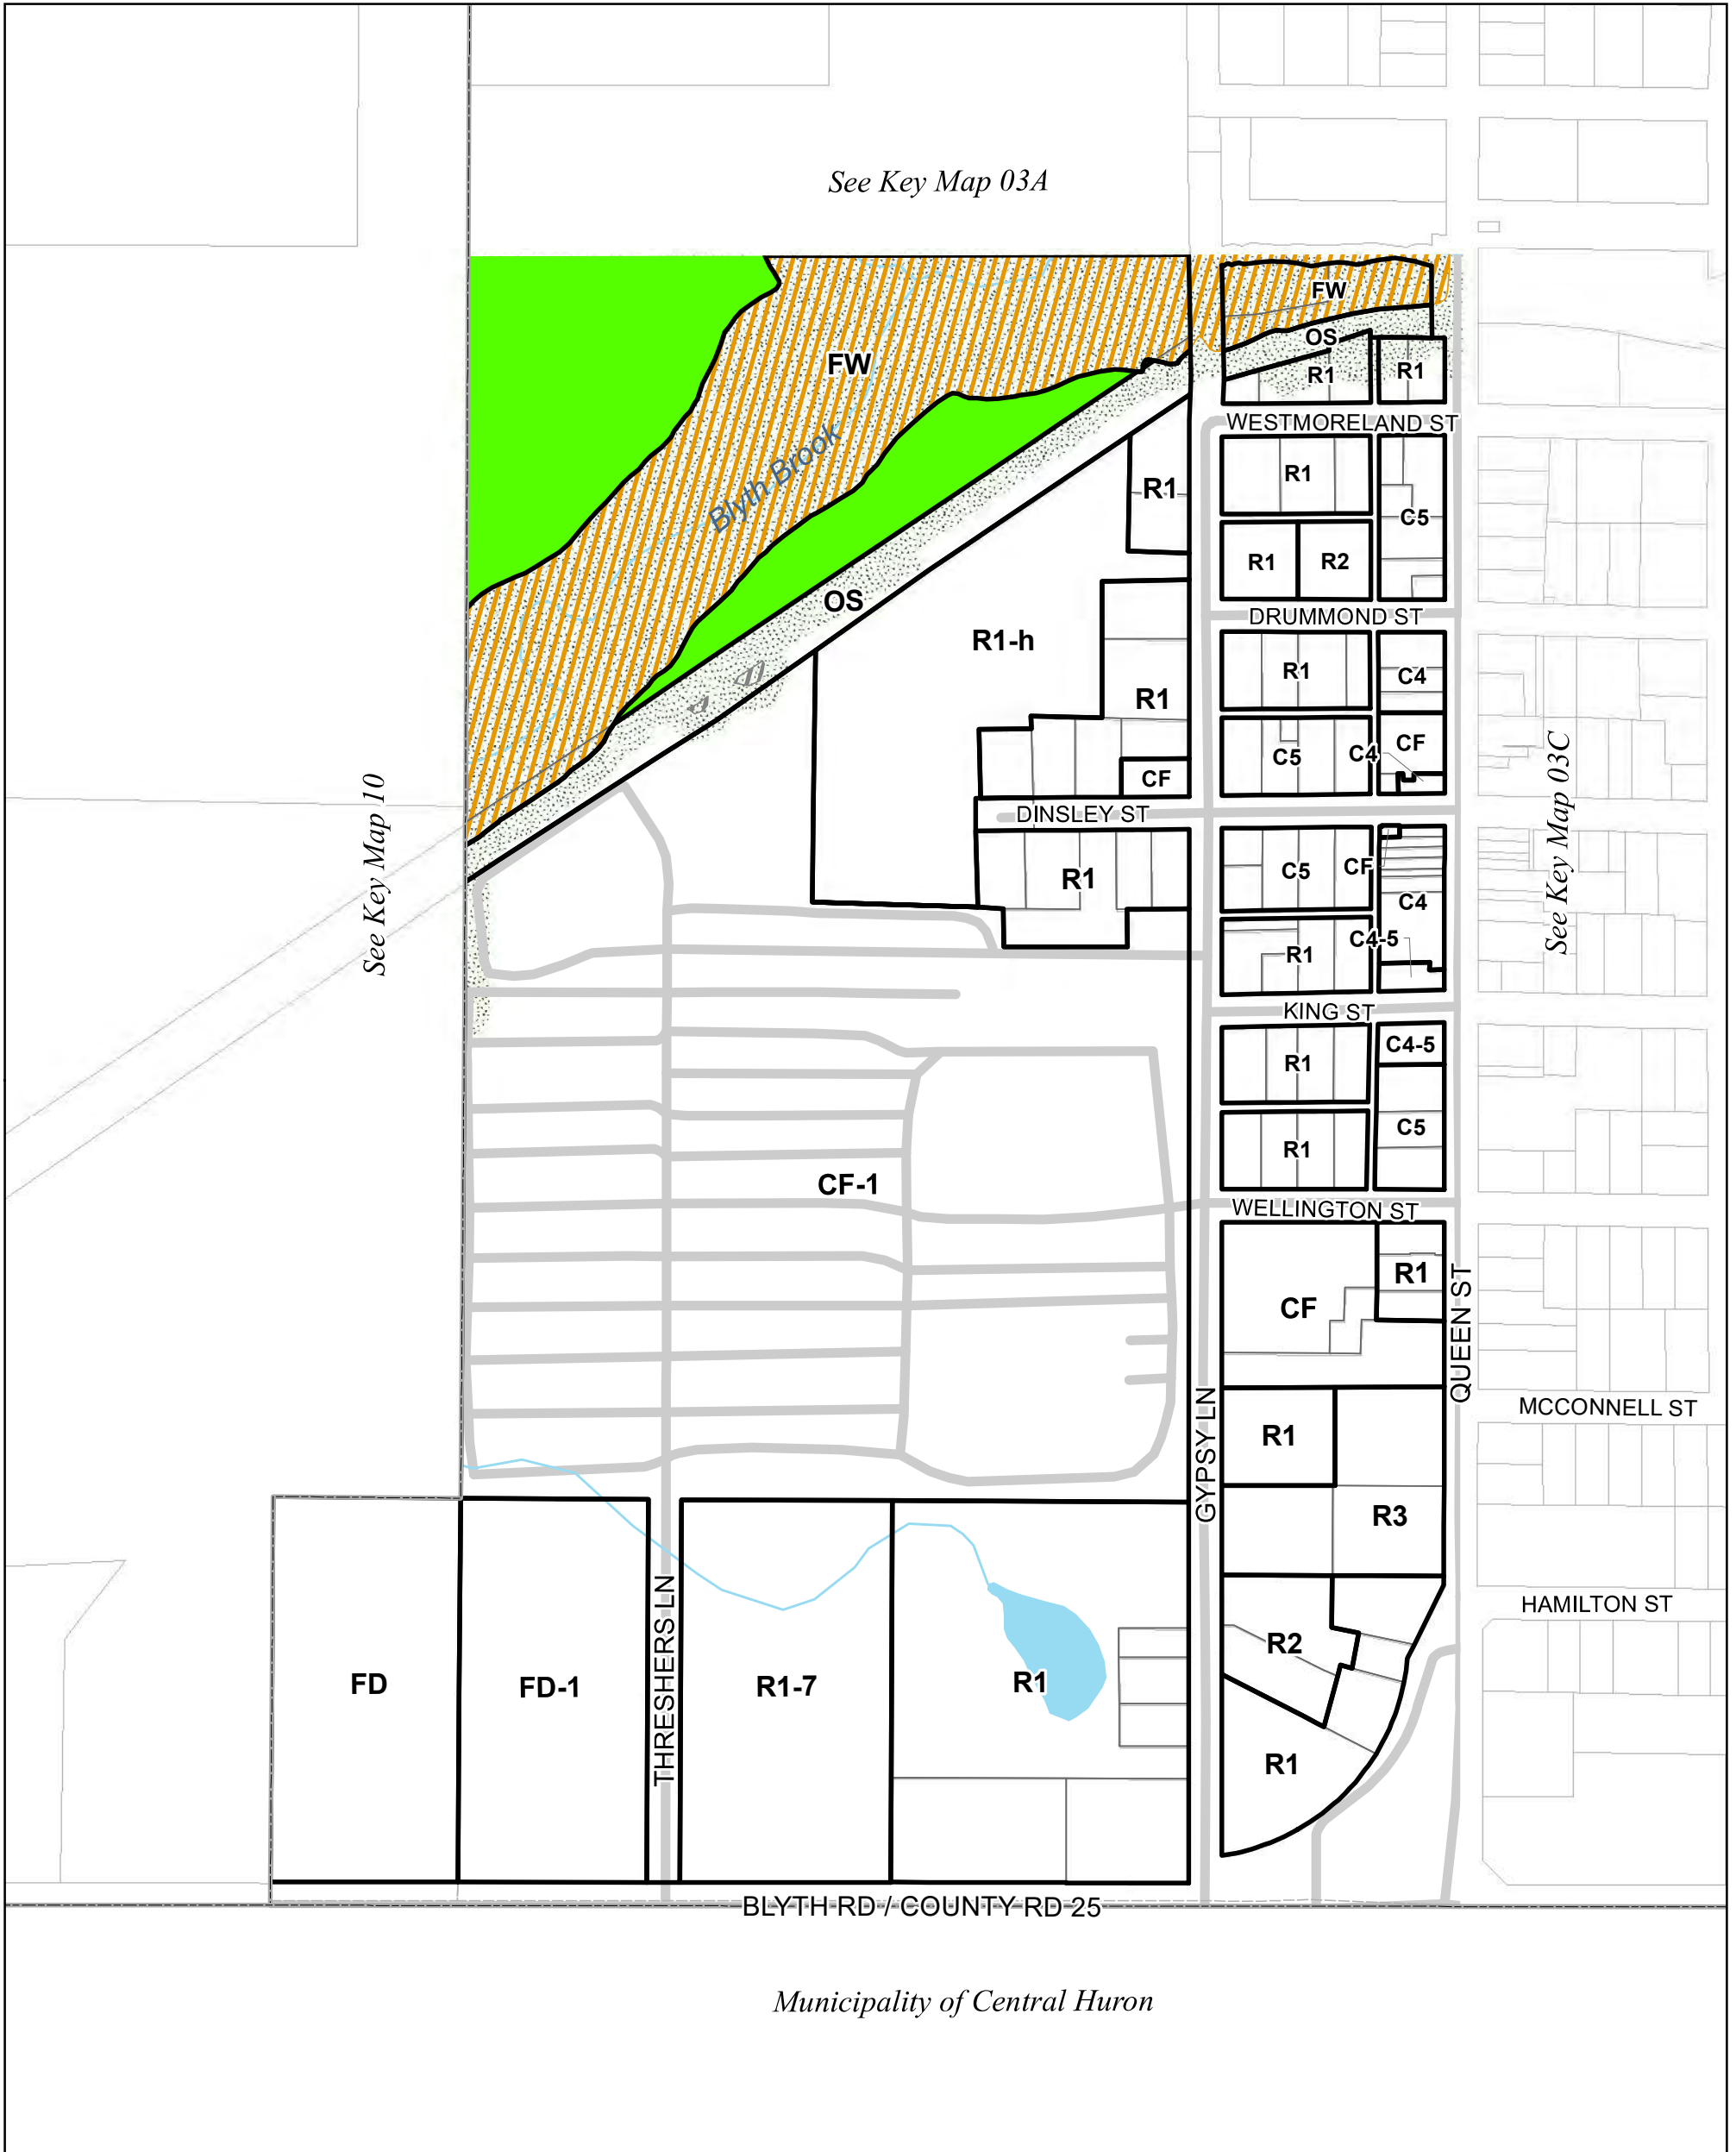 See Key Map 03A
FW
OS
R1
R1
FW
WESTMORELAND ST
Blyth Brook
R1
R1
C5
R1
R2
OS
DRUMMOND ST
R1-h
R1
C4
R1
C5
C4
CF
CF
DINSLEY ST
See Key Map 10
See Key Map 03C
R1
C5
CF
C4
C4-5
R1
KING ST
R1
C4-5
R1
C5
CF-1
WELLINGTON ST
R1
CF
QUEEN ST
MCCONNELL ST
R1
GYPSY LN
R3
HAMILTON ST
R2
FD
FD-1
THRESHERS LN
R1-7
R1
R1
BLYTH RD / COUNTY RD 25
Municipality of Central Huron